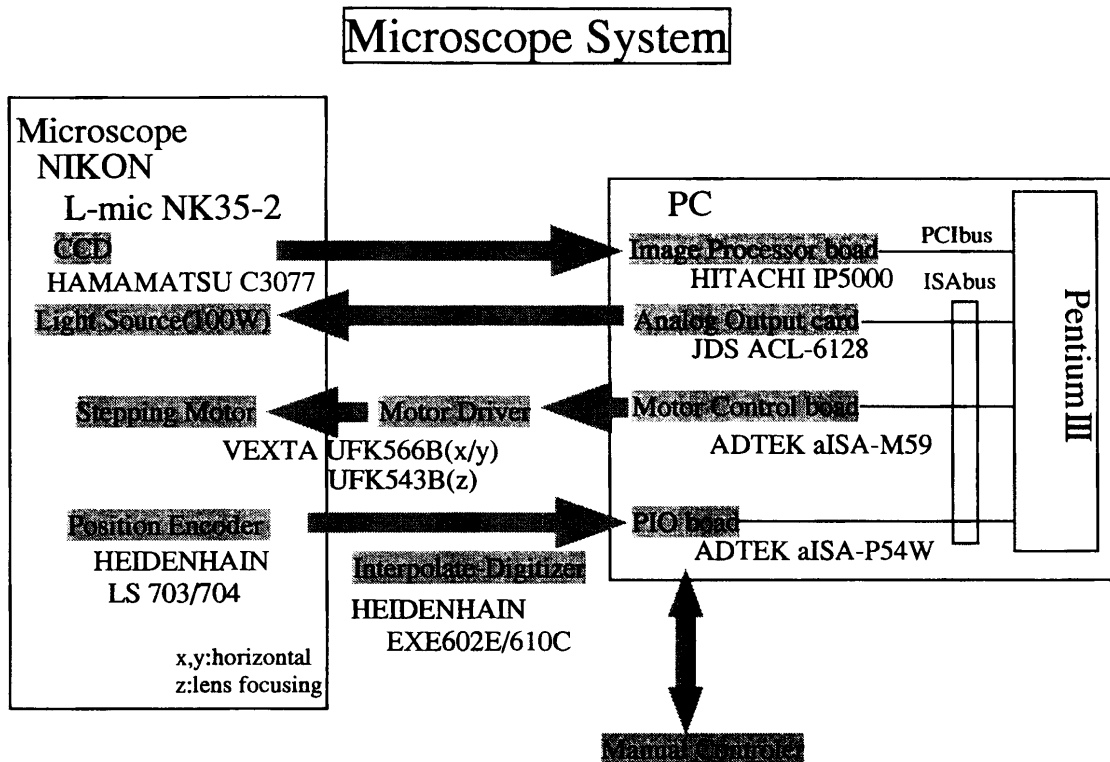 Microscope System
Microscope
NIKON
L-mic NK35-2
CCD
HAMAMATSU C3077
Light Source(100W)
Stepping Motor
Motor Driver
VEXTA UFK566B(x/y)
UFK543B(z)
Position Encoder
HEIDENHAIN
LS 703/704
Interpolate-Digitizer
HEIDENHAIN
EXE602E/610C
x,y:horizontal
z:lens focusing
PC
Image Processor boad
HITACHI IP5000
PCIbus
ISAbus
Analog Output card
JDS ACL-6128
Motor Control boad
ADTEK aISA-M59
PIO boad
ADTEK aISA-P54W
Pentium III
Manual Controler